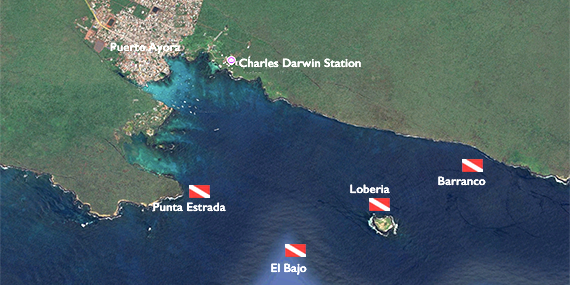 Puerto Ayora
Charles Darwin Station
Barranco
Loberia
Punta Estrada
El Bajo